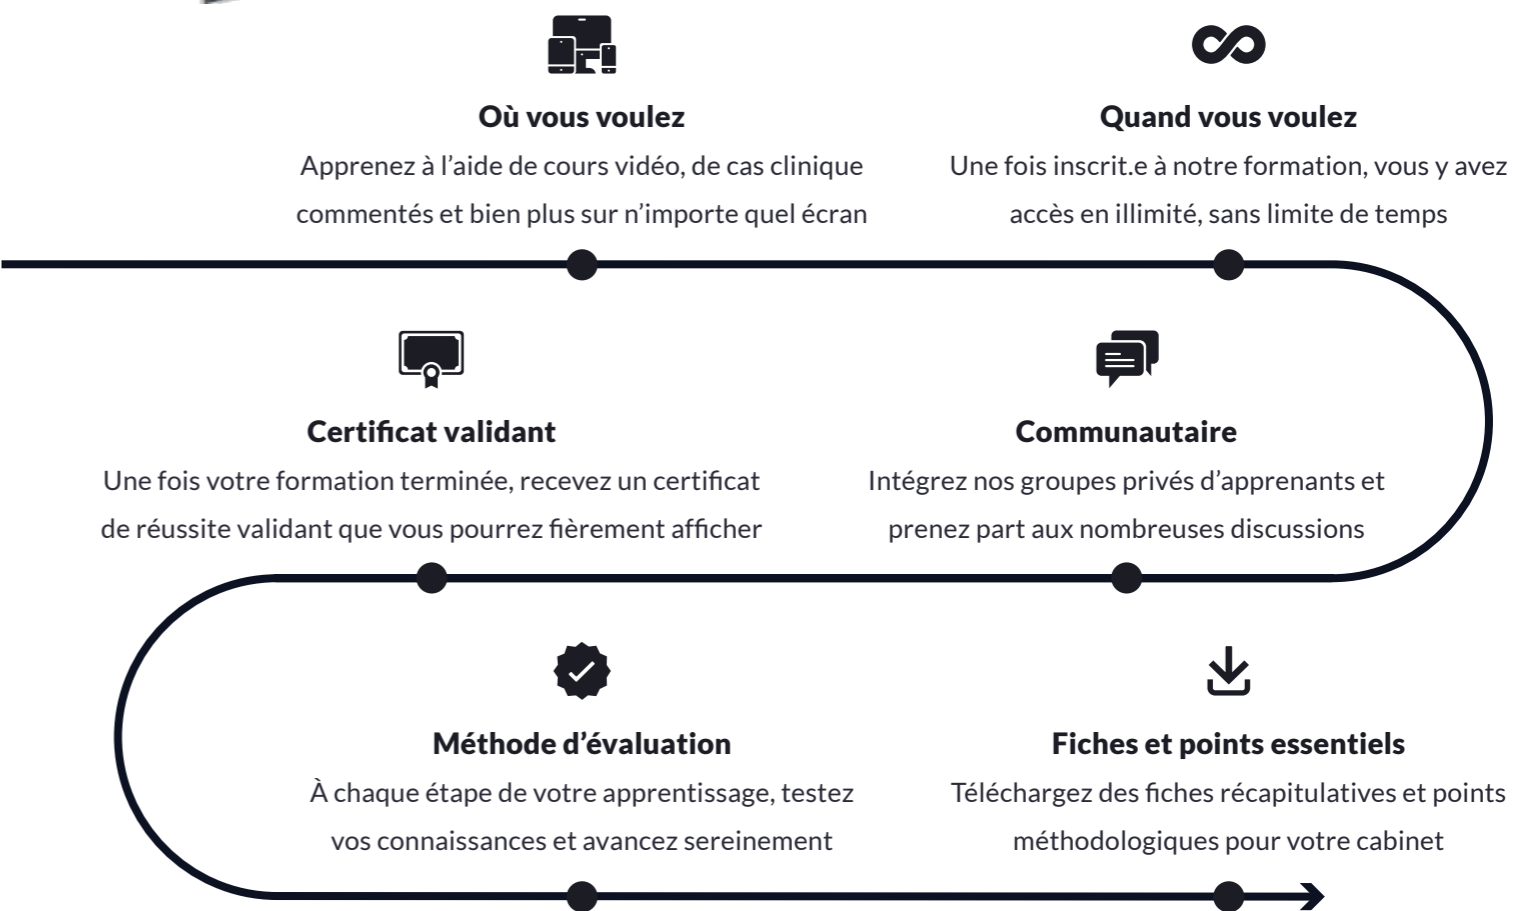 Où vous voulez
Apprenez à l’aide de cours vidéo, de cas clinique
commentés et bien plus sur n’importe quel écran
Quand vous voulez
Une fois inscrit.e à notre formation, vous y avez
accès en illimité, sans limite de temps
Certificat validant
Une fois votre formation terminée, recevez un certificat
de réussite validant que vous pourrez fièrement afficher
Communautaire
Intégrez nos groupes privés d’apprenants et
prenez part aux nombreuses discussions
Méthode d’évaluation
À chaque étape de votre apprentissage, testez
vos connaissances et avancez sereinement
Fiches et points essentiels
Téléchargez des fiches récapitulatives et points
méthodologiques pour votre cabinet